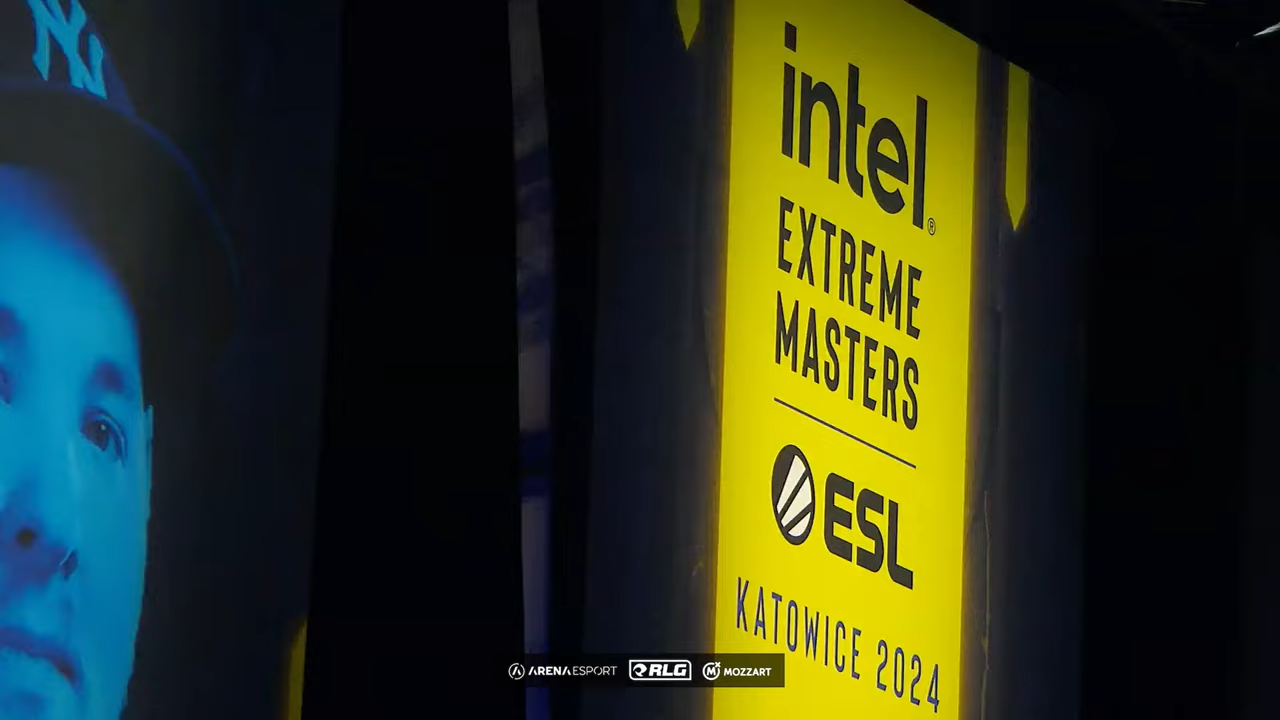 NY
intel®
EXTREME
MASTERS
ESL
KATOWICE 2024
ARENAESPORT RLG MOZZART